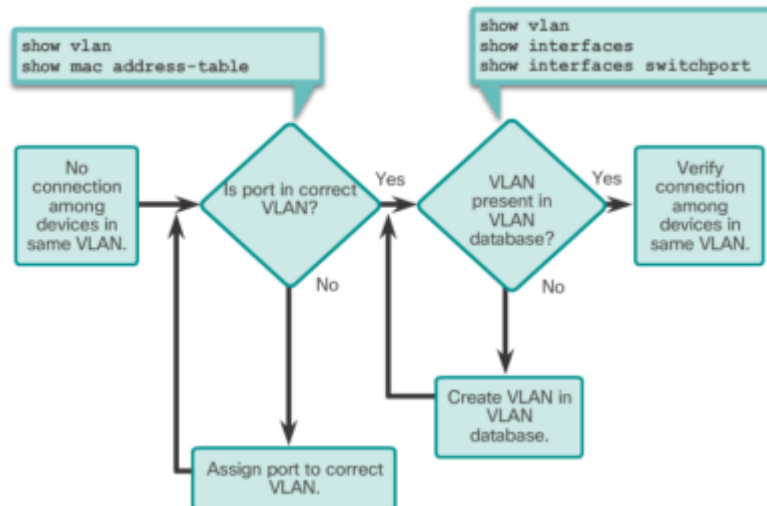 show vlan
show mac address-table
show vlan
show interfaces
show interfaces switchport
No
connection
among
devices in
same VLAN.
Is port in correct
VLAN?
Yes
VLAN
present in
VLAN
database?
Yes
Verify
connection
among
devices in
same VLAN.
No
No
Create VLAN in
VLAN
database.
Assign port to correct
VLAN.